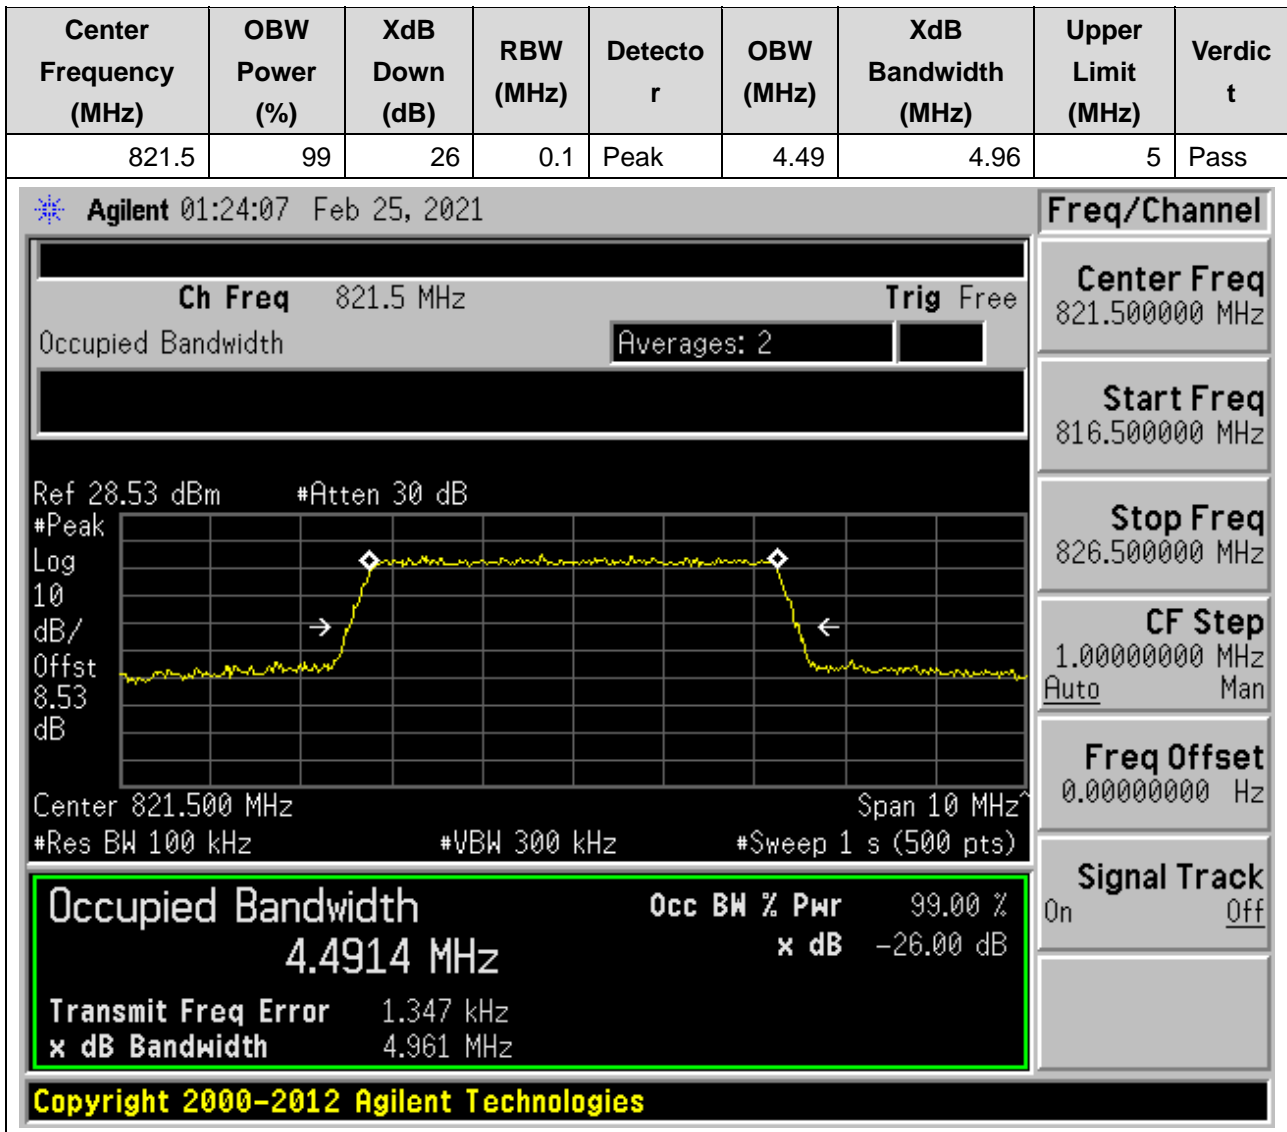 Center Frequency (MHz) OBW Power (%) XdB Down (dB) RBW (MHz) Detecto r OBW (MHz) XdB Bandwidth (MHz) Upper Limit (MHz) Verdic t
821.5 99 26 0.1 Peak 4.49 4.96 5 Pass
Agilent 01:24:07 Feb 25, 2021
Freq/Channel
Ch Freq 821.5 MHz Trig Free
Occupied Bandwidth Averages: 2
Center Freq
821.500000 MHz
Start Freq
816.500000 MHz
Stop Freq
826.500000 MHz
CF Step
1.00000000 MHz
Auto Man
Freq Offset
0.00000000 Hz
Signal Track
On Off
Ref 28.53 dBm #Atten 30 dB
#Peak
Log
10
dB/
Offst
8.53
dB
Center 821.500 MHz Span 10 MHz^
#Res BW 100 kHz #VBW 300 kHz #Sweep 1 s (500 pts)
Occupied Bandwidth Occ BW % Pwr 99.00 %
4.4914 MHz x dB -26.00 dB
Transmit Freq Error 1.347 kHz
x dB Bandwidth 4.961 MHz
Copyright 2000-2012 Agilent Technologies